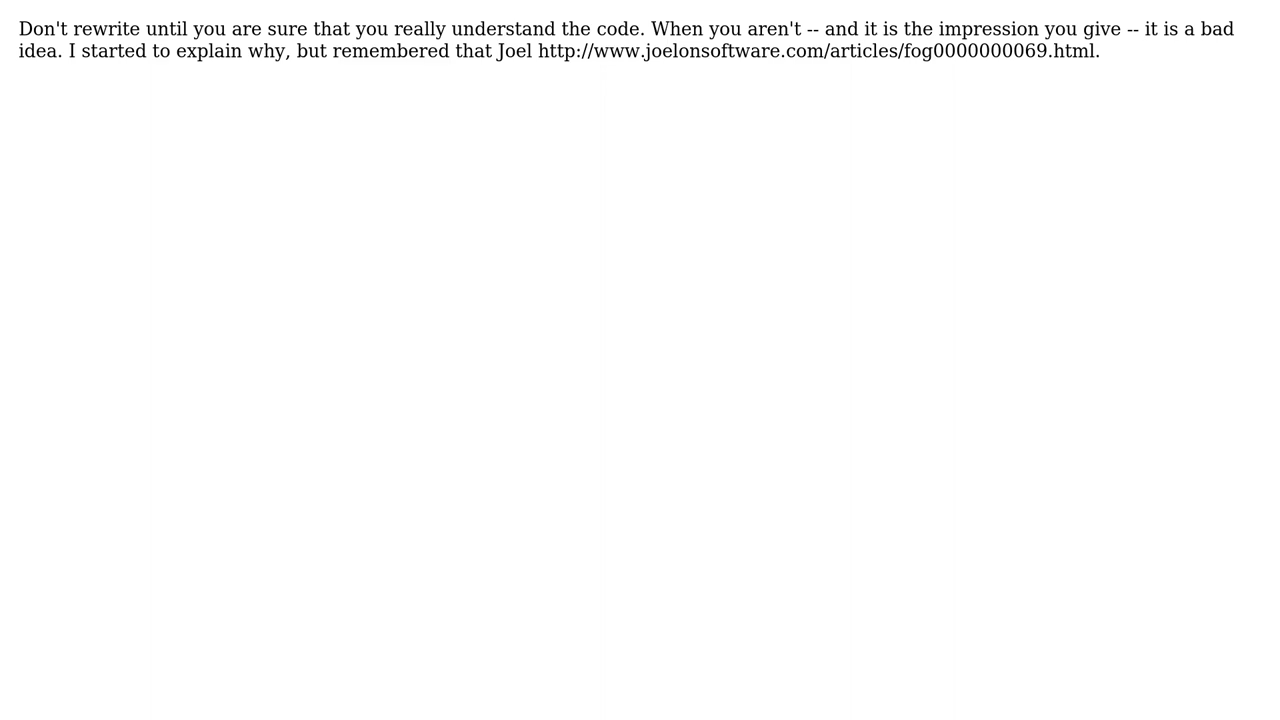 Don't rewrite until you are sure that you really understand the code. When you aren't -- and it is the impression you give -- it is a bad
idea. I started to explain why, but remembered that Joel http://www.joelonsoftware.com/articles/fog0000000069.html.